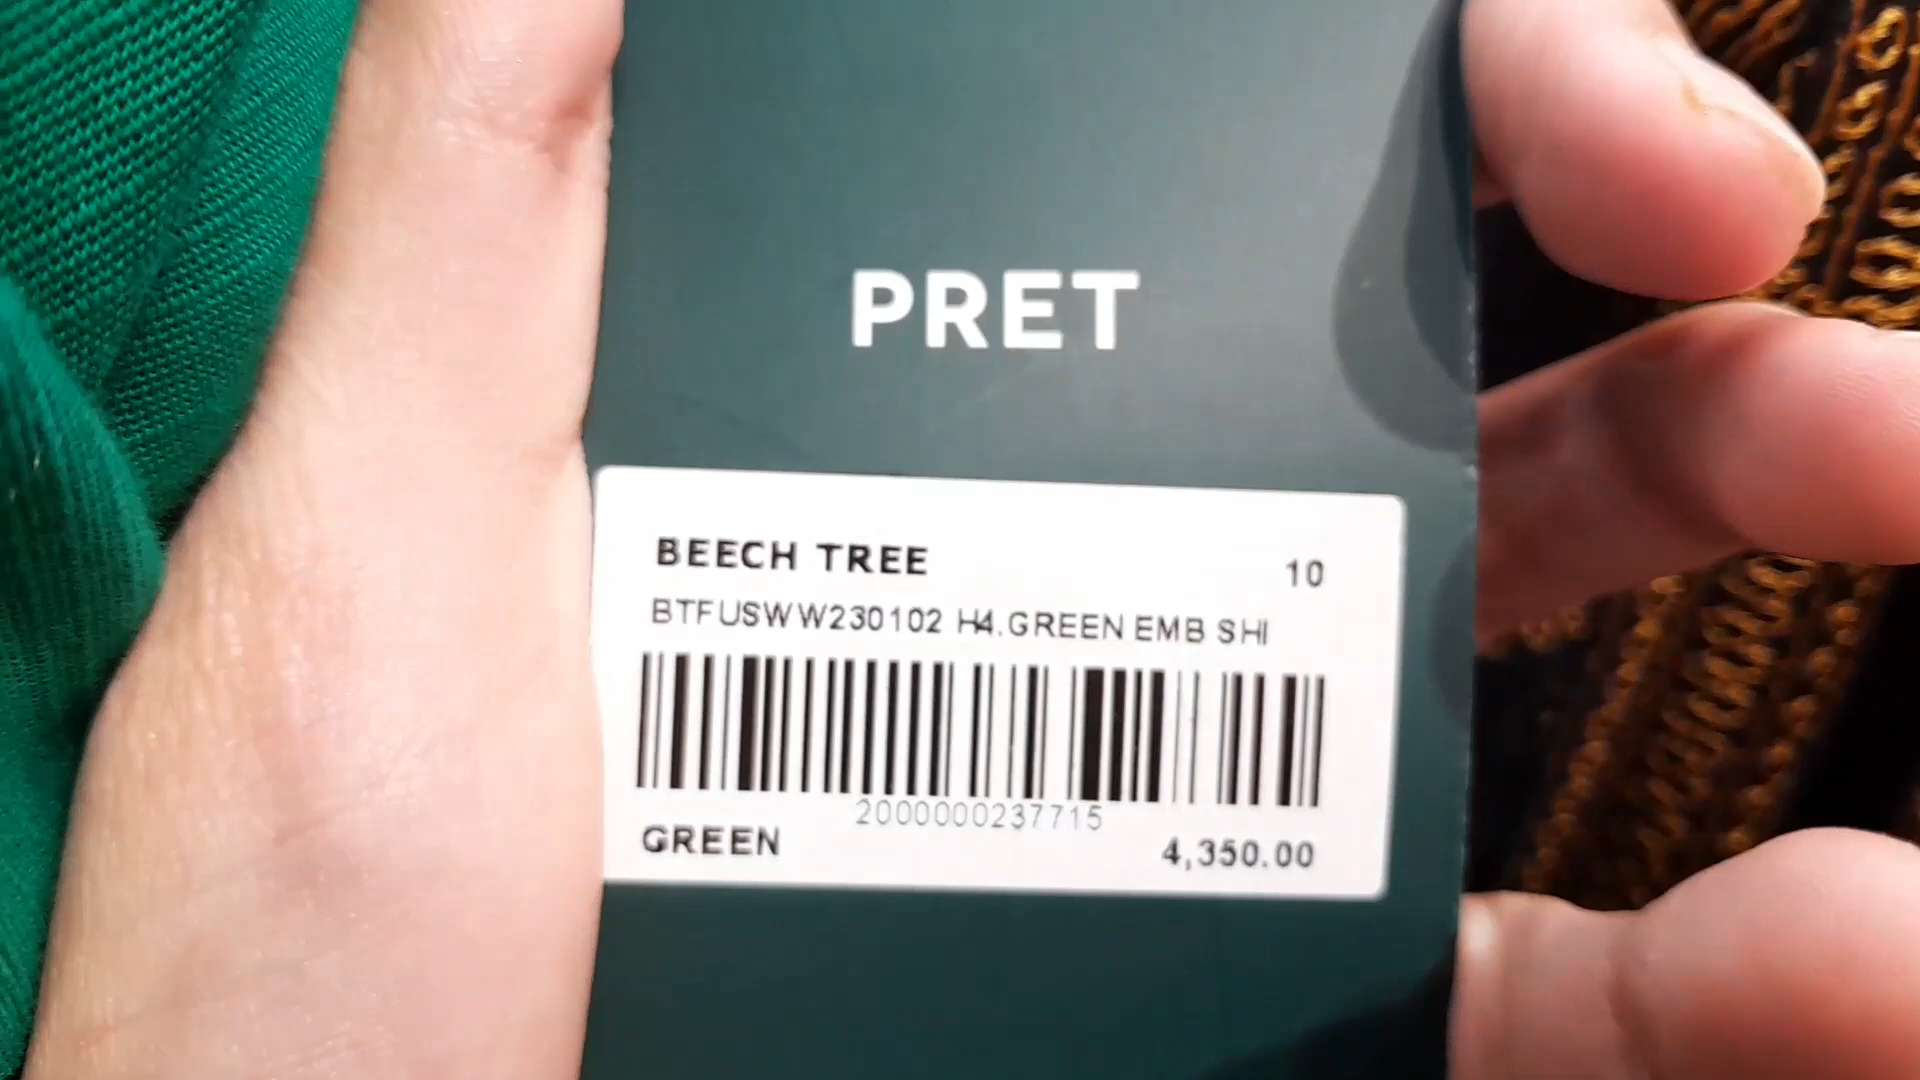 PRET
BEECH TREE 10
BTFUSWW230102 H4.GREEN EMB SHI
2000000237715
GREEN 4,350.00